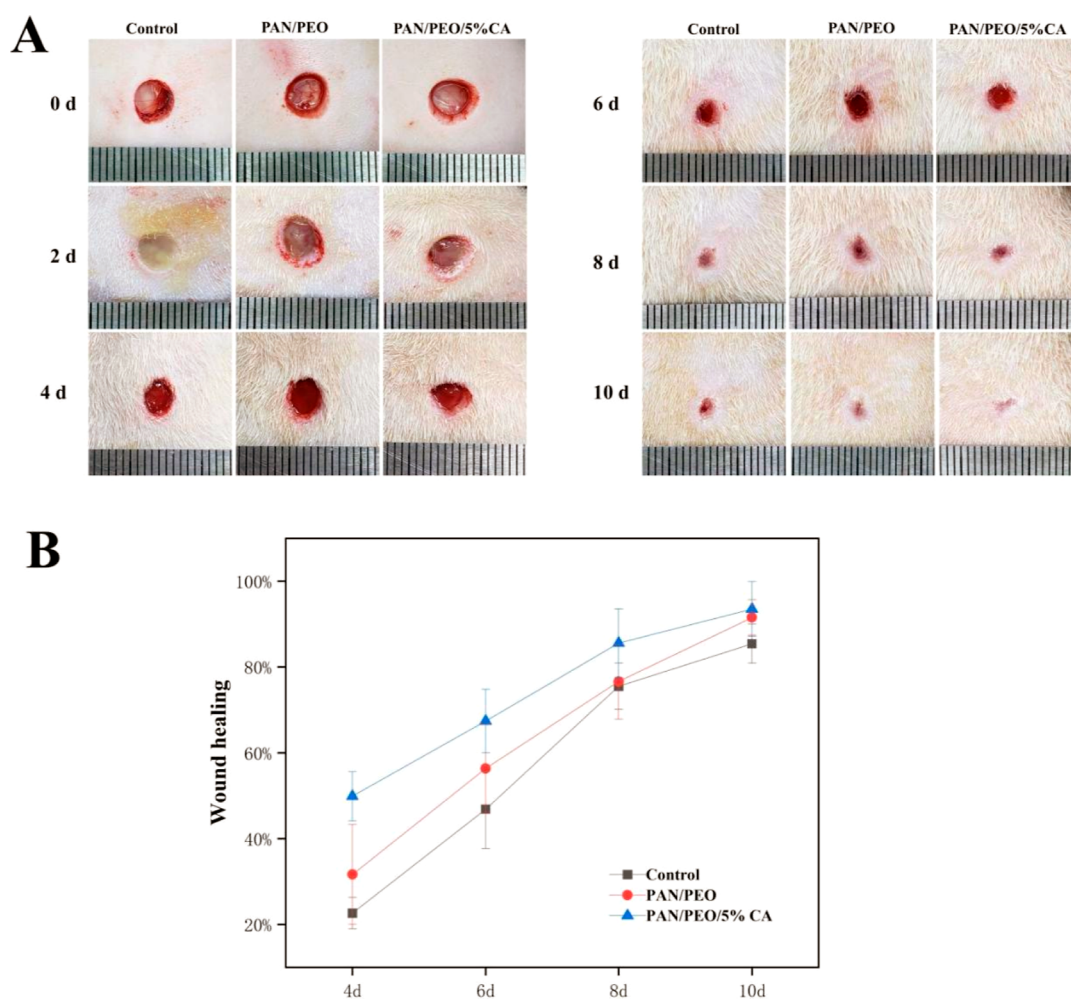 A
Control PAN/PEO PAN/PEO/5%CA
Control PAN/PEO PAN/PEO/5%CA
0 d
6 d
2 d
8 d
4 d
10 d
B
100%
80%
60%
40%
20%
Wound healing
Control
PAN/PEO
PAN/PEO/5% CA
4d 6d 8d 10d